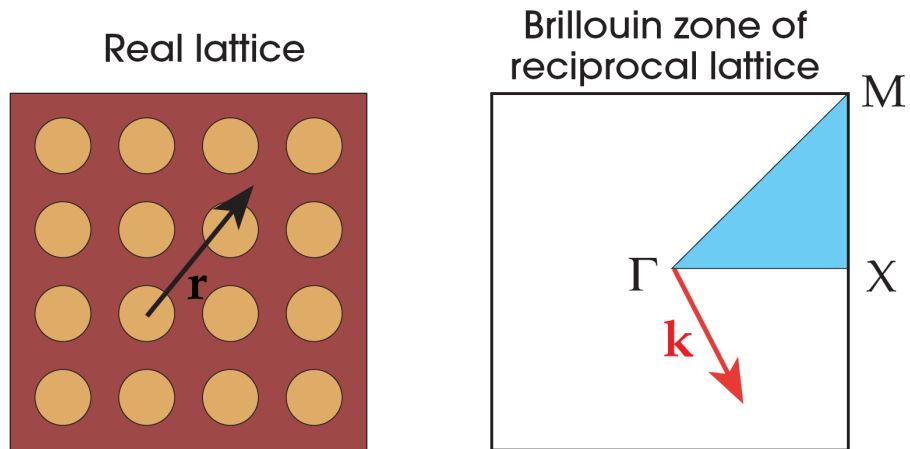 Real lattice
Brillouin zone of
reciprocal lattice
M
r
Γ
X
k